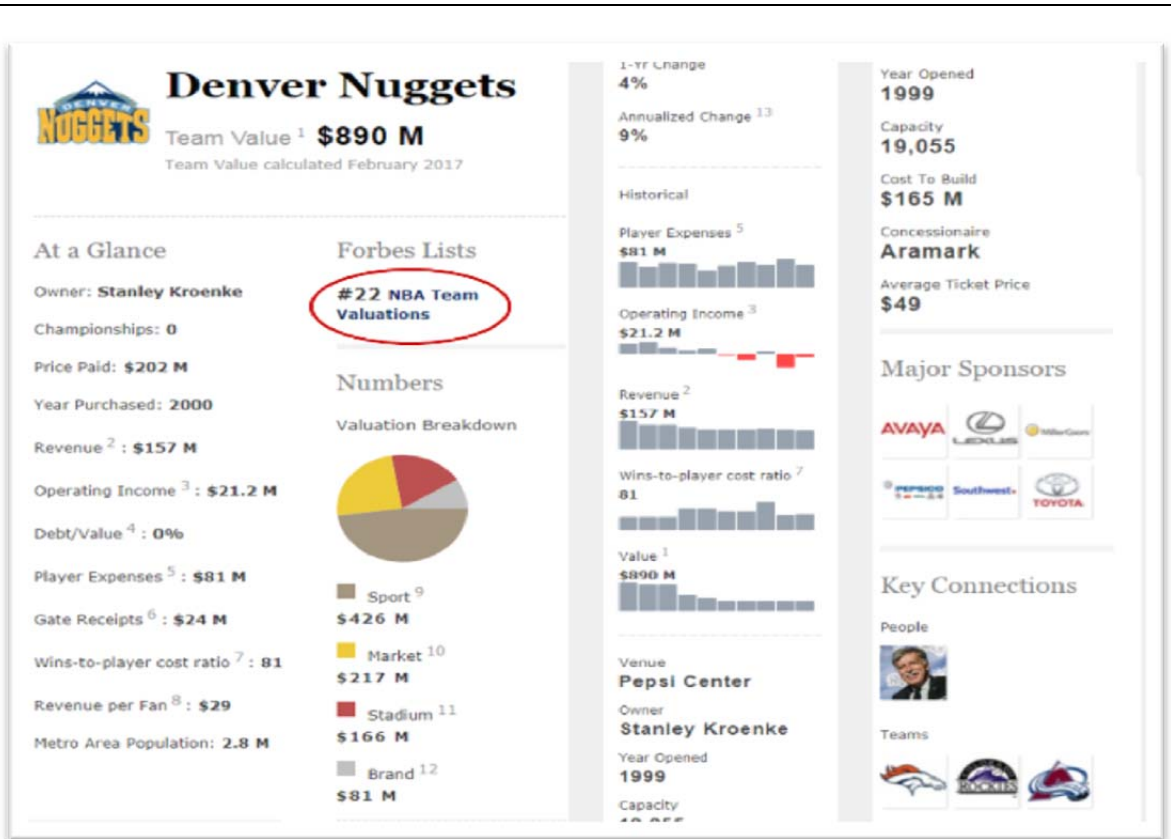 DENVER
NUGGETS
Denver Nuggets
Team Value 1 $890 M
Team Value calculated February 2017
At a Glance
Owner: Stanley Kroenke
Championships: 0
Price Paid: $202 M
Year Purchased: 2000
Revenue 2 : $157 M
Operating Income 3 : $21.2 M
Debt/Value 4 : 0%
Player Expenses 5 : $81 M
Gate Receipts 6 : $24 M
Wins-to-player cost ratio 7 : 81
Revenue per Fan 8 : $29
Metro Area Population: 2.8 M
Forbes Lists
#22 NBA Team
Valuations
Numbers
Valuation Breakdown
Sport 9
$426 M
Market 10
$217 M
Stadium 11
$166 M
Brand 12
$81 M
1-Yr Change
4%
Annualized Change 13
9%
Historical
Player Expenses 5
$81 M
Operating Income 3
$21.2 M
Revenue 2
$157 M
Wins-to-player cost ratio 7
81
Value 1
$890 M
Venue
Pepsi Center
Owner
Stanley Kroenke
Year Opened
1999
Capacity
19,055
Year Opened
1999
Capacity
19,055
Cost To Build
$165 M
Concessionaire
Aramark
Average Ticket Price
$49
Major Sponsors
AVAYA
LEXUS
MillerCoors
PEPSICO
Southwest
TOYOTA
Key Connections
People
Teams
COLORADO
ROCKIES